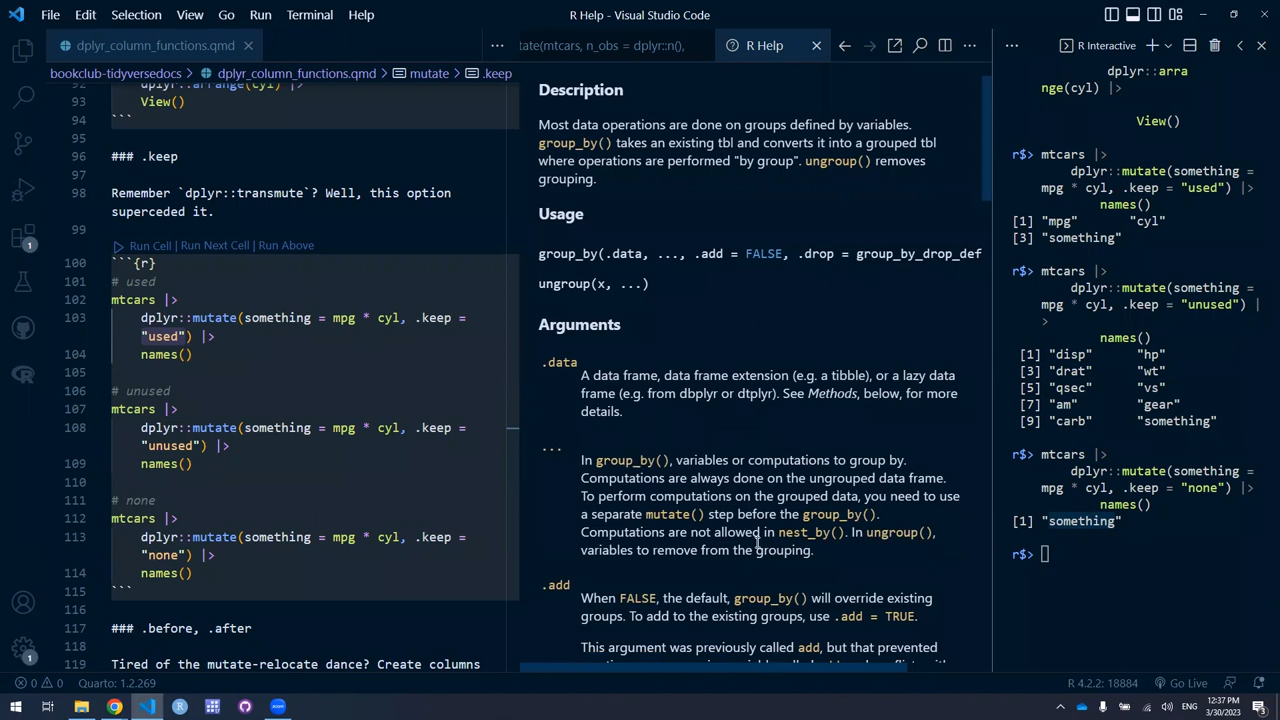 File Edit Selection View Go Run Terminal Help
R Help - Visual Studio Code
dplyr_column_functions.qmd
tate(mtcars, n_obs = dplyr::n(),
R Help
R Interactive
bookclub-tidyversedocs > dplyr_column_functions.qmd > mutate > .keep
92 dplyr::arrange(cyl) |>
93 View()
94 ```
95
96 ### .keep
97
98 Remember `dplyr::transmute`? Well, this option
superceded it.
99
Run Cell | Run Next Cell | Run Above
100 ```{r}
101 # used
102 mtcars |>
103 dplyr::mutate(something = mpg * cyl, .keep =
"used") |>
104 names()
105
106 # unused
107 mtcars |>
108 dplyr::mutate(something = mpg * cyl, .keep =
"unused") |>
109 names()
110
111 # none
112 mtcars |>
113 dplyr::mutate(something = mpg * cyl, .keep =
"none") |>
114 names()
115 ```
116
117 ### .before, .after
118
119 Tired of the mutate-relocate dance? Create columns
Description
Most data operations are done on groups defined by variables.
group_by() takes an existing tbl and converts it into a grouped tbl
where operations are performed "by group". ungroup() removes
grouping.
Usage
group_by(.data, ..., .add = FALSE, .drop = group_by_drop_def
ungroup(x, ...)
Arguments
.data
A data frame, data frame extension (e.g. a tibble), or a lazy data
frame (e.g. from dbplyr or dtplyr). See Methods, below, for more
details.
...
In group_by(), variables or computations to group by.
Computations are always done on the ungrouped data frame.
To perform computations on the grouped data, you need to use
a separate mutate() step before the group_by().
Computations are not allowed in nest_by(). In ungroup(),
variables to remove from the grouping.
.add
When FALSE, the default, group_by() will override existing
groups. To add to the existing groups, use .add = TRUE.
This argument was previously called add, but that prevented
dplyr::arra
nge(cyl) |>
View()
r$> mtcars |>
dplyr::mutate(something =
mpg * cyl, .keep = "used") |>
names()
[1] "mpg" "cyl"
[3] "something"
r$> mtcars |>
dplyr::mutate(something =
mpg * cyl, .keep = "unused") |
>
names()
[1] "disp" "hp"
[3] "drat" "wt"
[5] "qsec" "vs"
[7] "am" "gear"
[9] "carb" "something"
r$> mtcars |>
dplyr::mutate(something =
mpg * cyl, .keep = "none") |>
names()
[1] "something"
r$>
1
1
0 0 Quarto: 1.2.269
R 4.2.2: 18884 Go Live
ENG
12:37 PM
3/30/2023